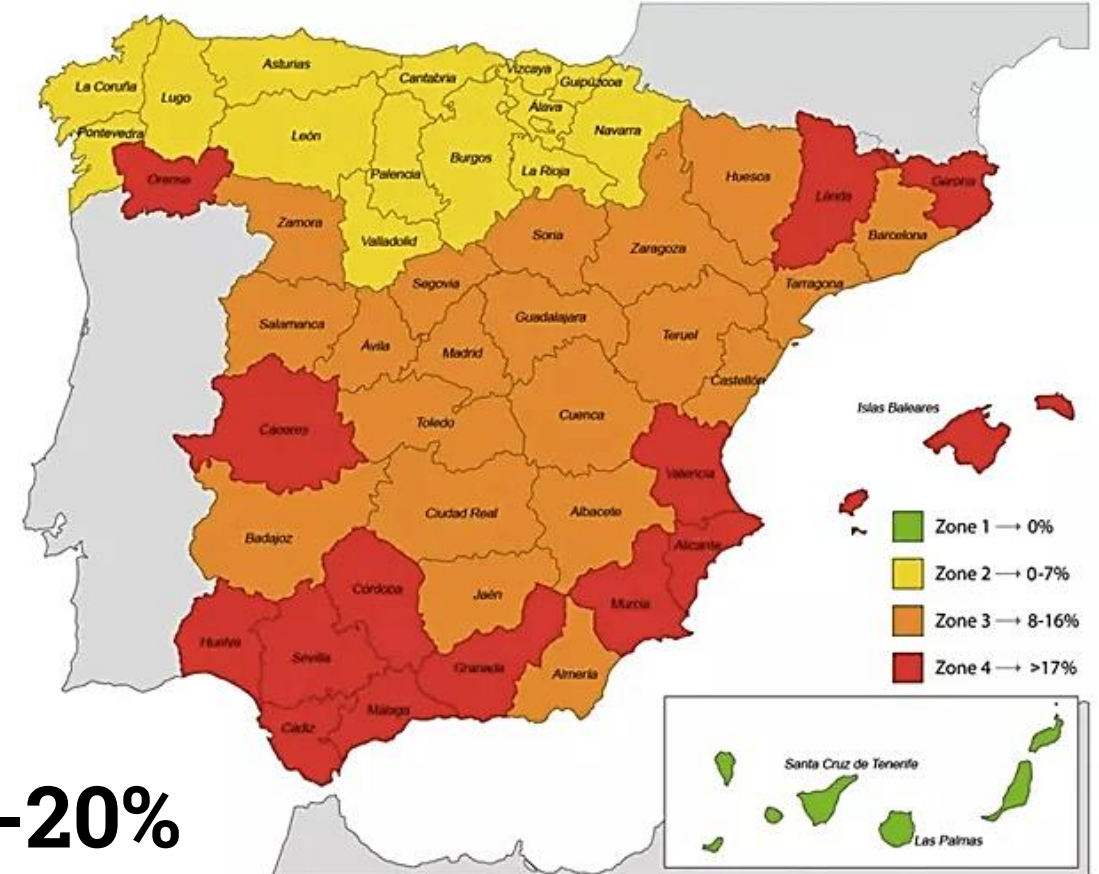 Asturias
Cantabria
Vizcaya
Guipúzcoa
La Coruña
Lugo
Álava
Pontevedra
León
Navarra
Burgos
La Rioja
Palencia
Orense
Huesca
Lérida
Gerona
Zamora
Valladolid
Soria
Zaragoza
Barcelona
Segovia
Tarragona
Salamanca
Guadalajara
Ávila
Madrid
Teruel
Castellón
Toledo
Cuenca
Islas Baleares
Cáceres
Valencia
Ciudad Real
Albacete
Zone 1 → 0%
Badajoz
Alicante
Zone 2 → 0-7%
Córdoba
Jaén
Murcia
Zone 3 → 8-16%
Huelva
Sevilla
Granada
Almería
Zone 4 → >17%
Málaga
Cádiz
Santa Cruz de Tenerife
Las Palmas
-20%